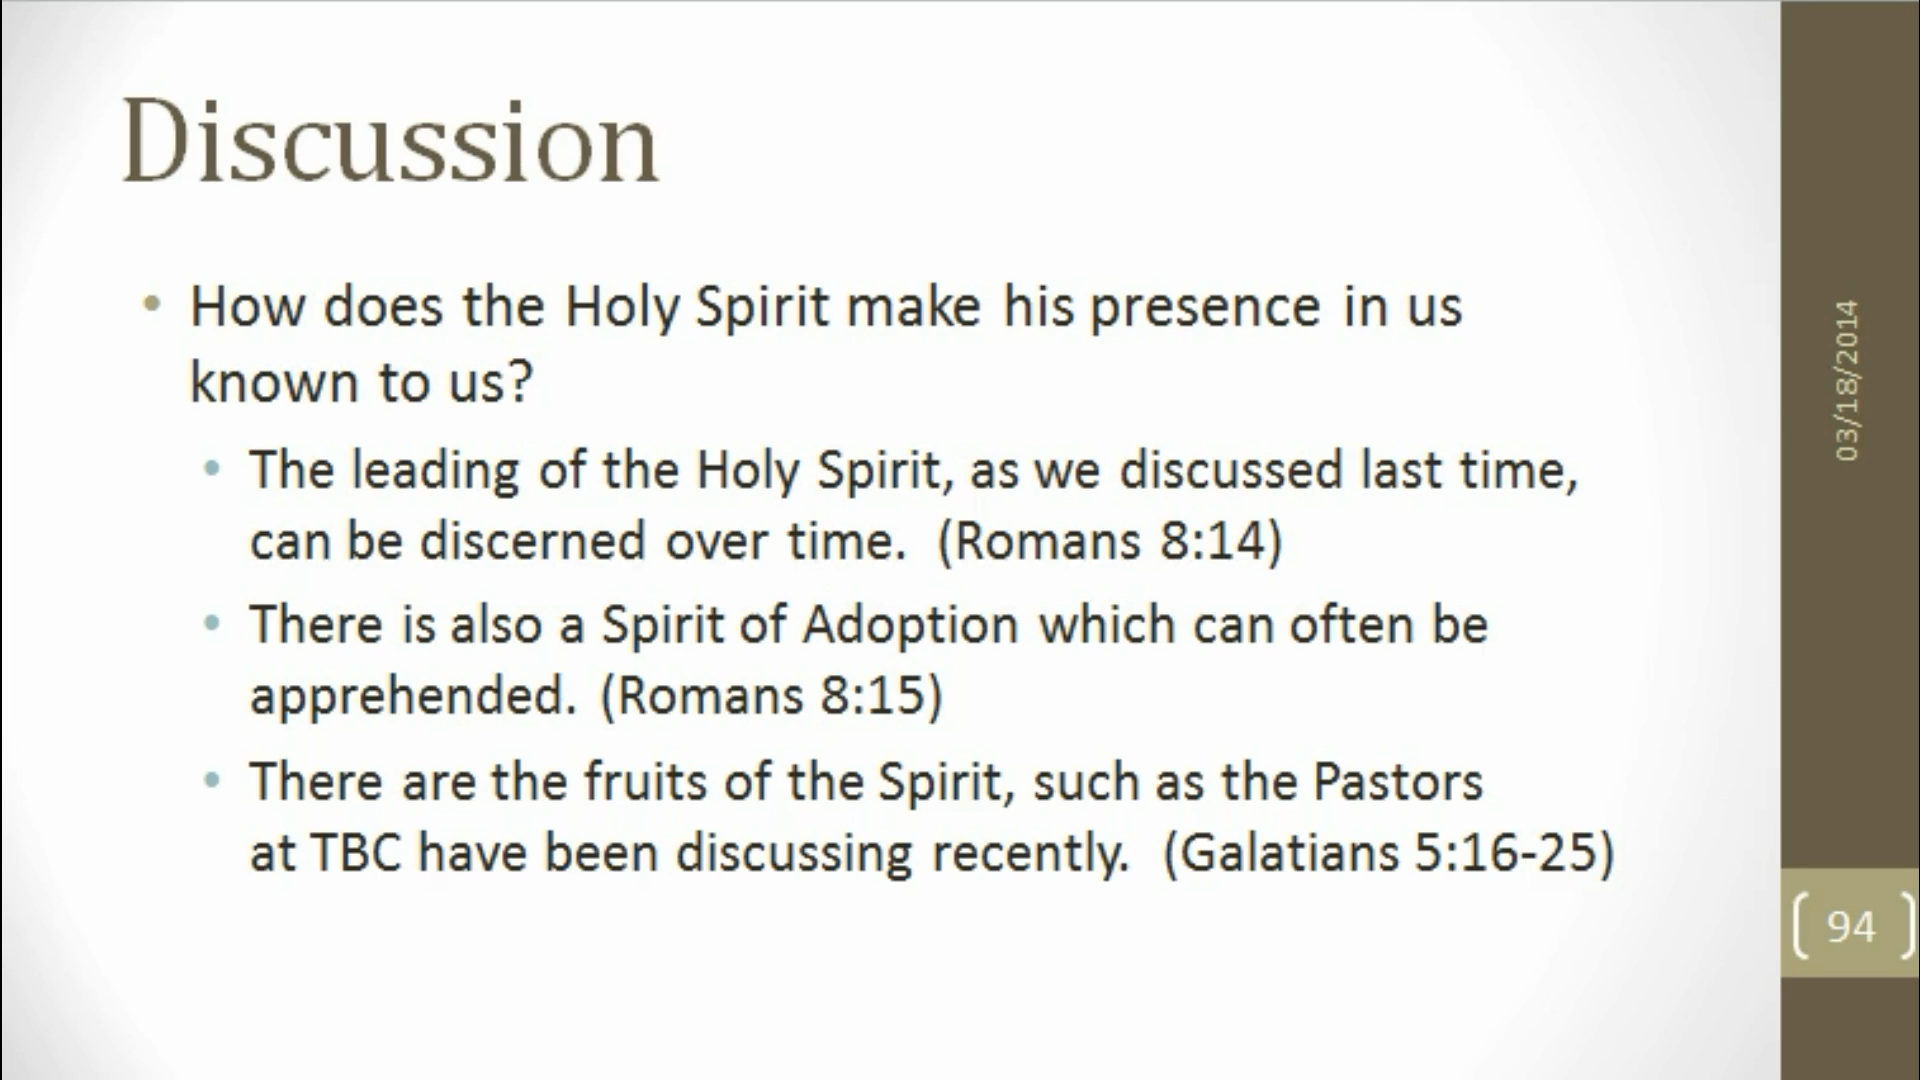 Discussion
• How does the Holy Spirit make his presence in us
known to us?
• The leading of the Holy Spirit, as we discussed last time,
can be discerned over time.  (Romans 8:14)
• There is also a Spirit of Adoption which can often be
apprehended.  (Romans 8:15)
• There are the fruits of the Spirit, such as the Pastors
at TBC have been discussing recently.  (Galatians 5:16-25)
03/18/2014
94